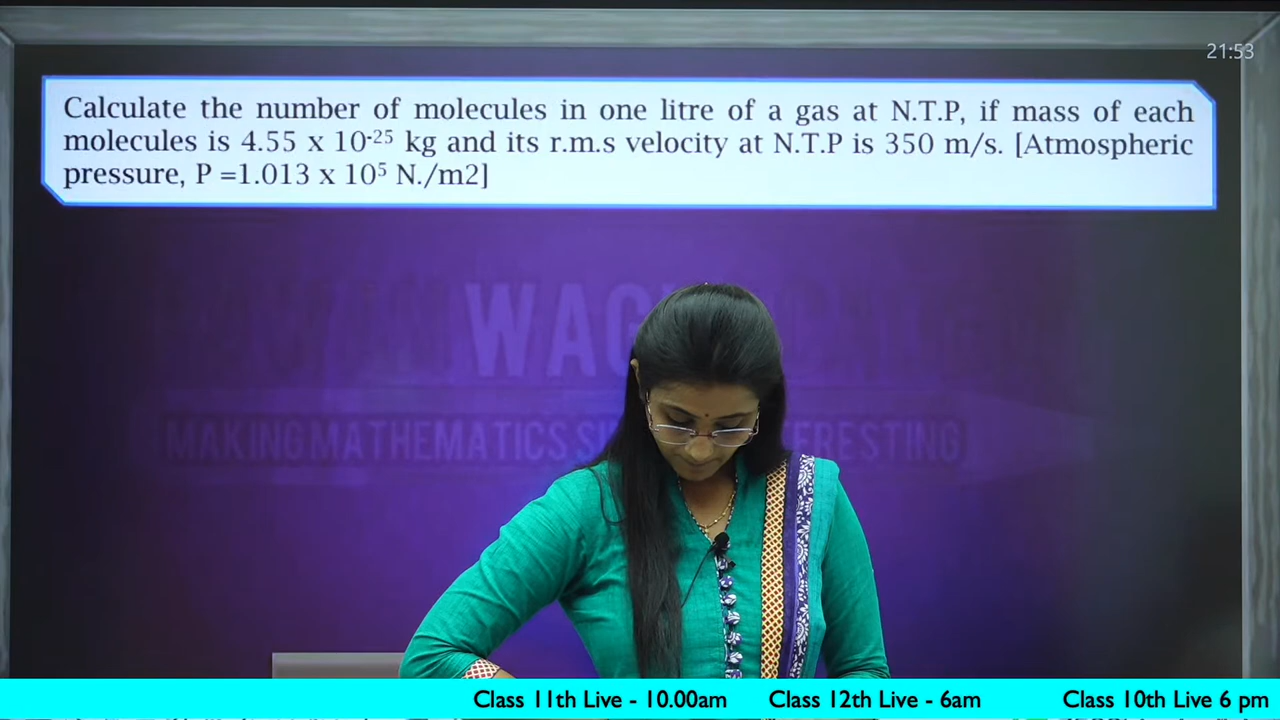 21:53
Calculate the number of molecules in one litre of a gas at N.T.P, if mass of each
molecules is 4.55 x 10-25 kg and its r.m.s velocity at N.T.P is 350 m/s. [Atmospheric
pressure, P =1.013 x 105 N./m2]
MAKING MATHEMATICS
Class 11th Live - 10.00am Class 12th Live - 6am Class 10th Live 6 pm